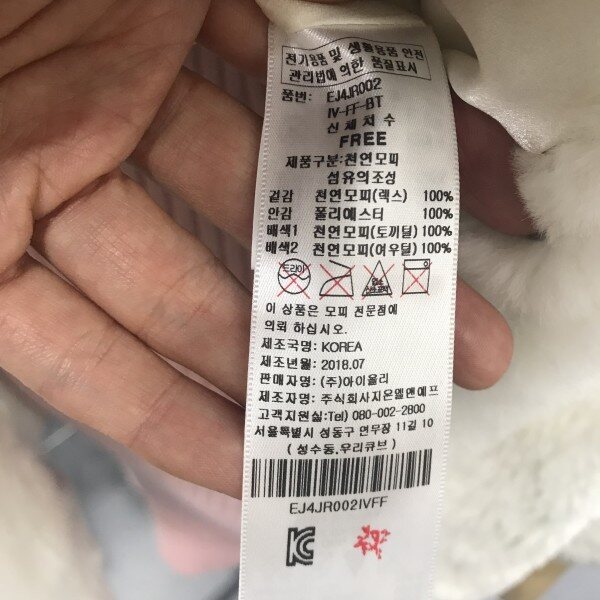 전기용품 및 생활용품 안전
관리법에 의한 품질표시
품번: EJ4JR002
IV-FF-BT
신체치수
FREE
제품구분:천연모피
섬유의조성
겉감 천연모피(렉스) 100%
안감 폴리에스터 100%
배색1 천연모피(토끼털) 100%
배색2 천연모피(여우털) 100%
드라이
이 상품은 모피 전문점에
의뢰 하십시오.
제조국명: KOREA
제조년월: 2018.07
판매자명: (주)아이올리
제조자명: 주식회사지온엘앤에프
고객지원실:Tel) 080-002-2800
서울특별시 성동구 연무장 11길 10
(성수동,우리큐브)
EJ4JR002IVFF